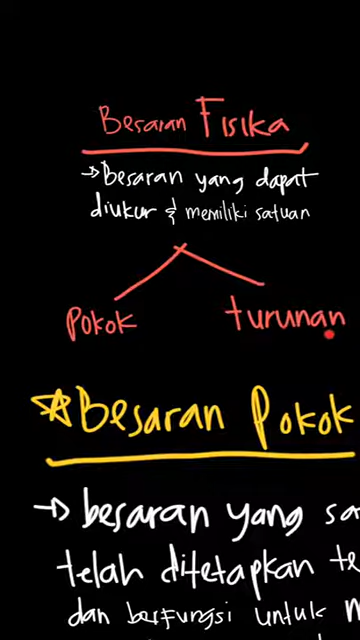 Besaran Fisika
→ Besaran yang dapat
diukur & memiliki satuan
Pokok
turunan
☆ Besaran Pokok
→ besaran yang
telah ditetapkan
dan berfungsi untuk